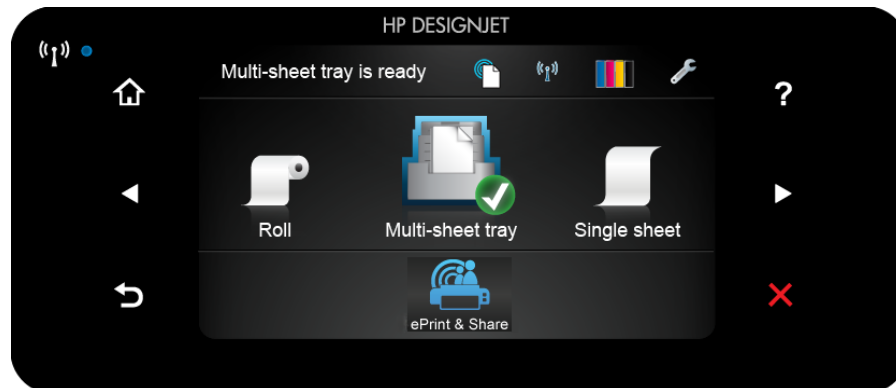 HP DESIGNJET
Multi-sheet tray is ready
?
Roll
Multi-sheet tray
Single sheet
ePrint & Share